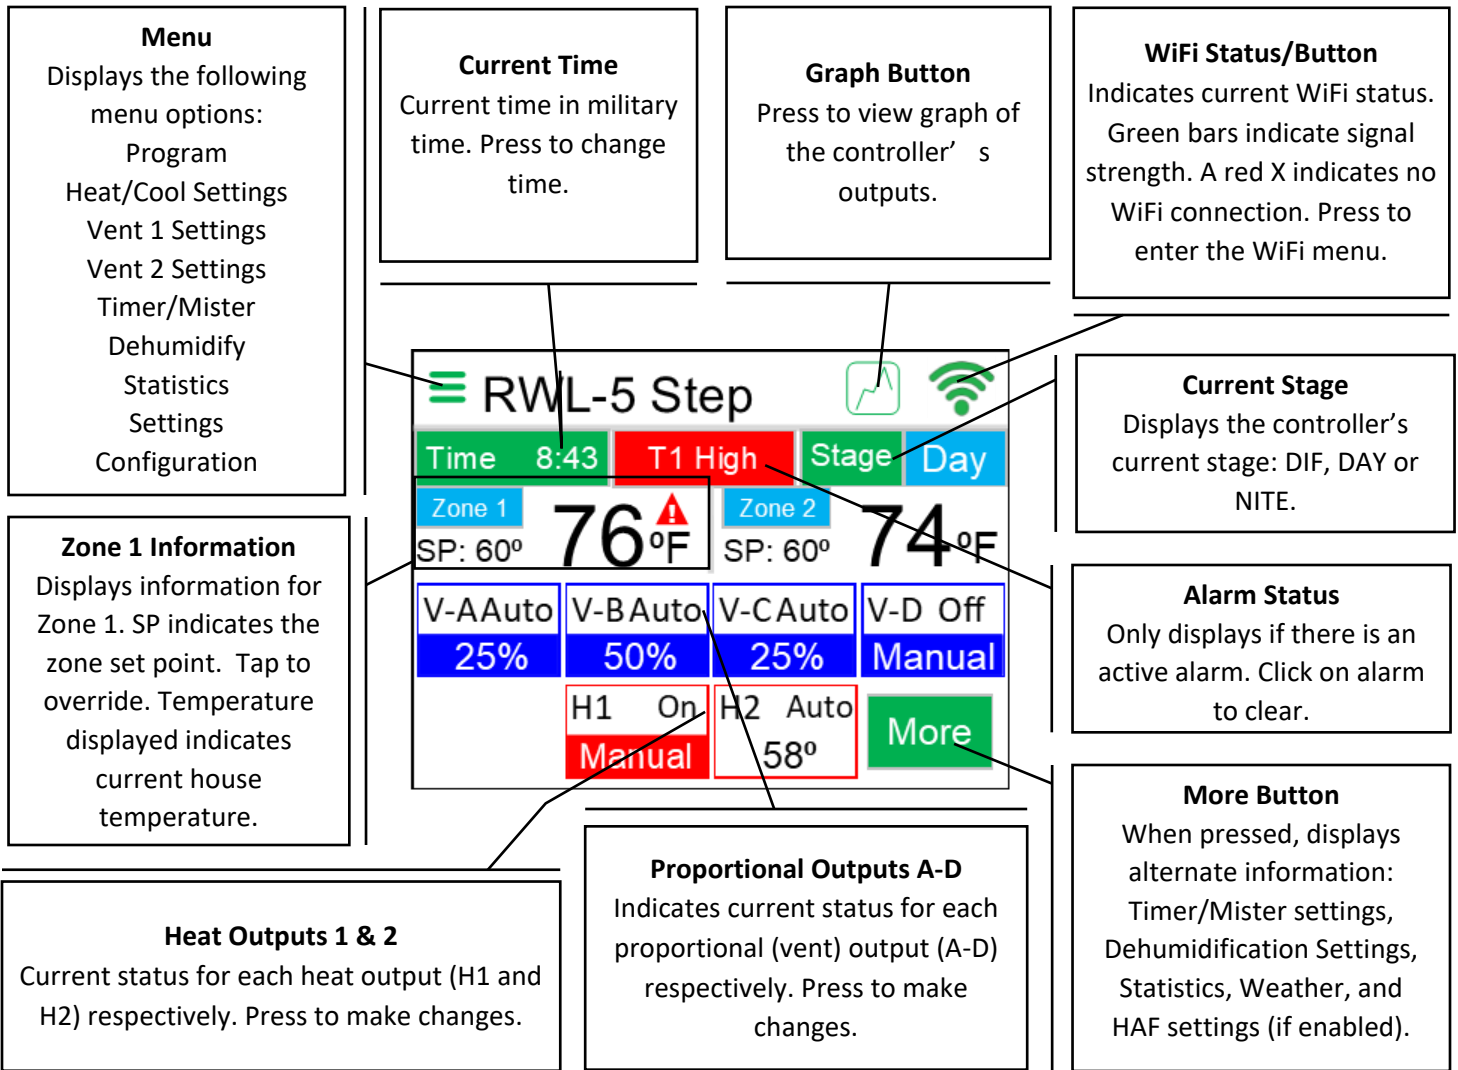 Menu
Displays the following
menu options:
Program
Heat/Cool Settings
Vent 1 Settings
Vent 2 Settings
Timer/Mister
Dehumidify
Statistics
Settings
Configuration
Current Time
Current time in military
time. Press to change
time.
Graph Button
Press to view graph of
the controller’ s
outputs.
WiFi Status/Button
Indicates current WiFi status.
Green bars indicate signal
strength. A red X indicates no
WiFi connection. Press to
enter the WiFi menu.
RWL-5 Step
Time 8:43 T1 High Stage Day
Zone 1 76 ºF Zone 2 74 ºF
SP: 60º SP: 60º
V-A Auto V-B Auto V-C Auto V-D Off
25% 50% 25% Manual
H1 On H2 Auto More
Manual 58º
Current Stage
Displays the controller’s
current stage: DIF, DAY or
NITE.
Zone 1 Information
Displays information for
Zone 1. SP indicates the
zone set point. Tap to
override. Temperature
displayed indicates
current house
temperature.
Alarm Status
Only displays if there is an
active alarm. Click on alarm
to clear.
Heat Outputs 1 & 2
Current status for each heat output (H1 and
H2) respectively. Press to make changes.
Proportional Outputs A-D
Indicates current status for each
proportional (vent) output (A-D)
respectively. Press to make
changes.
More Button
When pressed, displays
alternate information:
Timer/Mister settings,
Dehumidification Settings,
Statistics, Weather, and
HAF settings (if enabled).